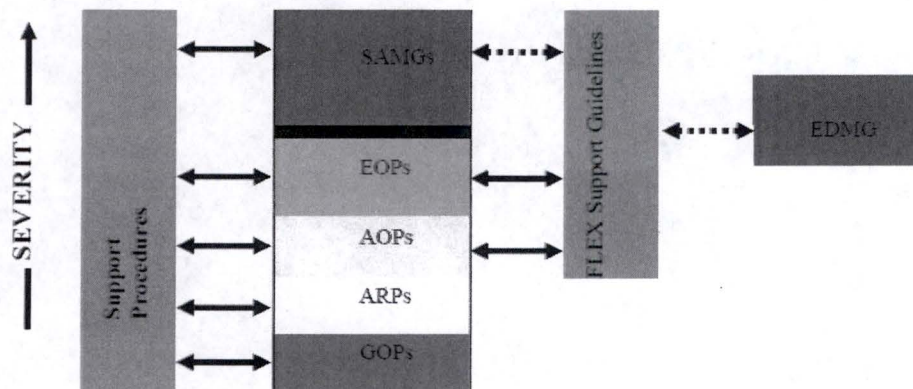 SEVERITY
Support
Procedures
SAMGs
EOPs
AOPs
ARPs
GOPs
FLEX Support Guidelines
EDMG